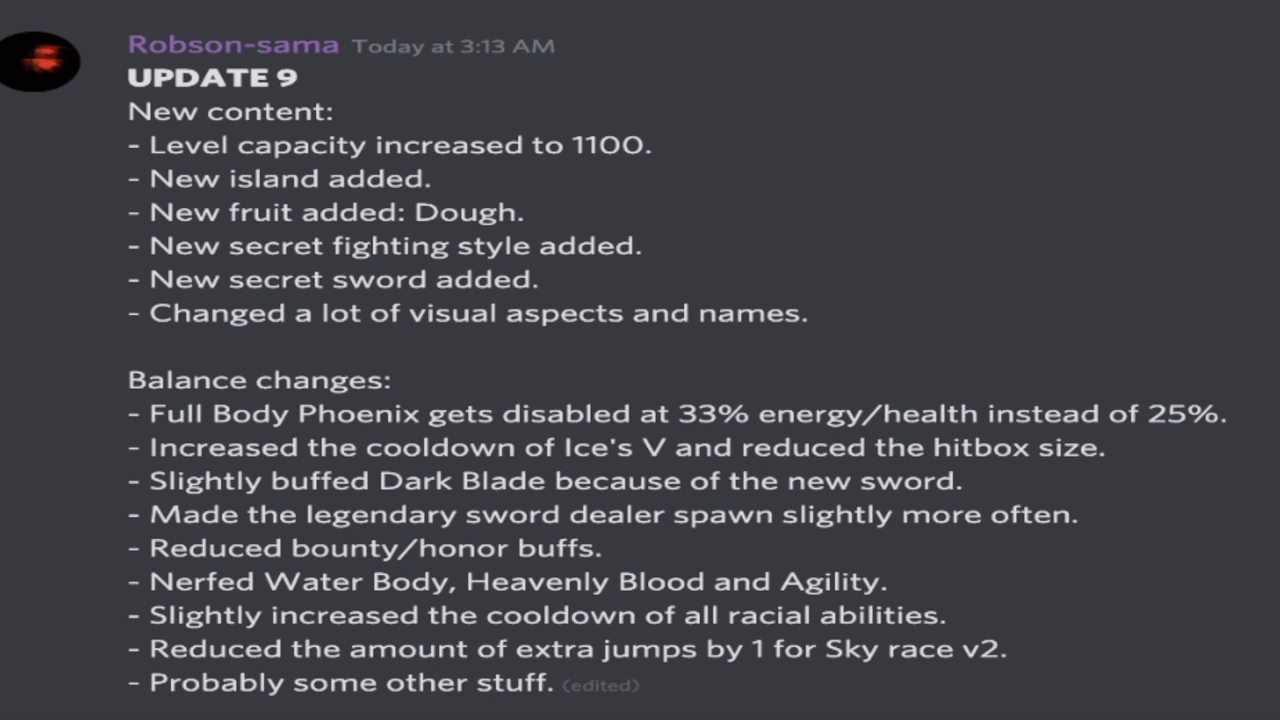 Robson-sama Today at 3:13 AM
UPDATE 9
New content:
- Level capacity increased to 1100.
- New island added.
- New fruit added: Dough.
- New secret fighting style added.
- New secret sword added.
- Changed a lot of visual aspects and names.
Balance changes:
- Full Body Phoenix gets disabled at 33% energy/health instead of 25%.
- Increased the cooldown of Ice's V and reduced the hitbox size.
- Slightly buffed Dark Blade because of the new sword.
- Made the legendary sword dealer spawn slightly more often.
- Reduced bounty/honor buffs.
- Nerfed Water Body, Heavenly Blood and Agility.
- Slightly increased the cooldown of all racial abilities.
- Reduced the amount of extra jumps by 1 for Sky race v2.
- Probably some other stuff. (edited)